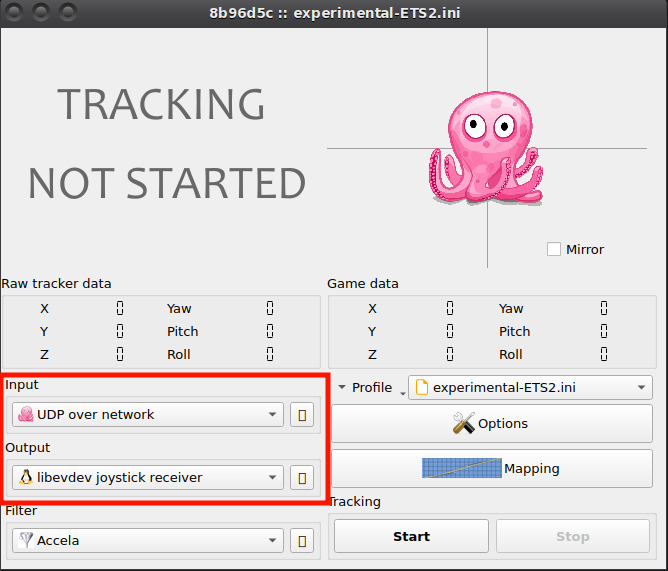 8b96d5c :: experimental-ETS2.ini
TRACKING
NOT STARTED
Mirror
Raw tracker data
X 0 Yaw 0
Y 0 Pitch 0
Z 0 Roll 0
Game data
X 0 Yaw 0
Y 0 Pitch 0
Z 0 Roll 0
Input
UDP over network
Output
libevdev joystick receiver
Filter
Accela
Profile experimental-ETS2.ini
Options
Mapping
Tracking
Start Stop